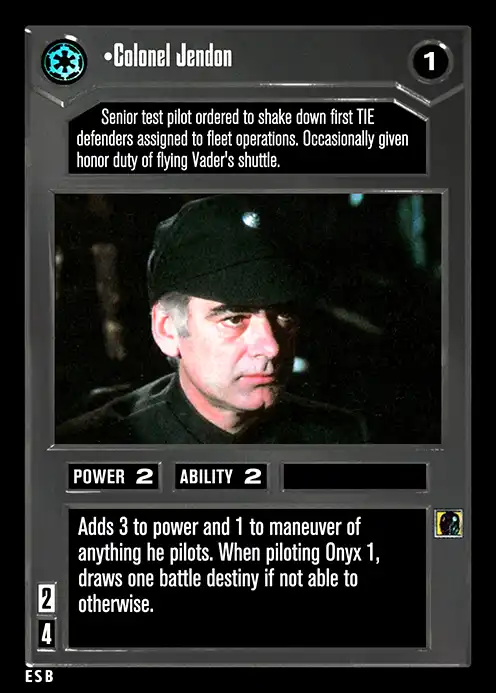 •Colonel Jendon
1
Senior test pilot ordered to shake down first TIE
defenders assigned to fleet operations. Occasionally given
honor duty of flying Vader's shuttle.
POWER 2 ABILITY 2
Adds 3 to power and 1 to maneuver of
anything he pilots. When piloting Onyx 1,
draws one battle destiny if not able to
otherwise.
2
4
ESB